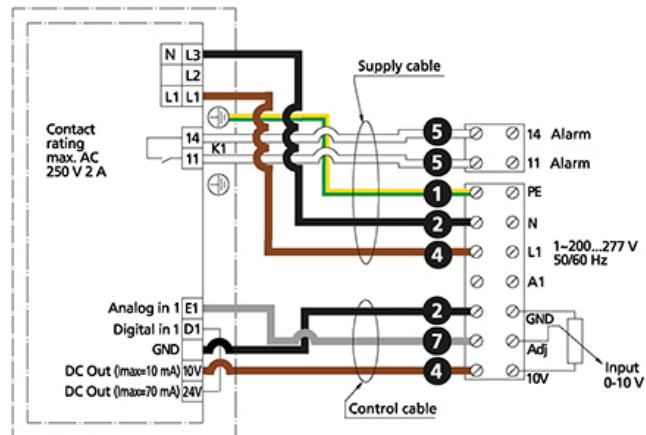 N L3
L2
L1 L1
Supply cable
Contact
rating
max. AC
250 V 2 A
14
K1
11
5 14 Alarm
5 11 Alarm
1 PE
2 N
4 L1
1~200...277 V
50/60 Hz
A1
Analog in 1 E1
Digital in 1 D1
GND
DC Out (Imax=10 mA) 10V
DC Out (Imax=70 mA) 24V
2 GND
7 Adj
4 10V
Input
0-10 V
Control cable